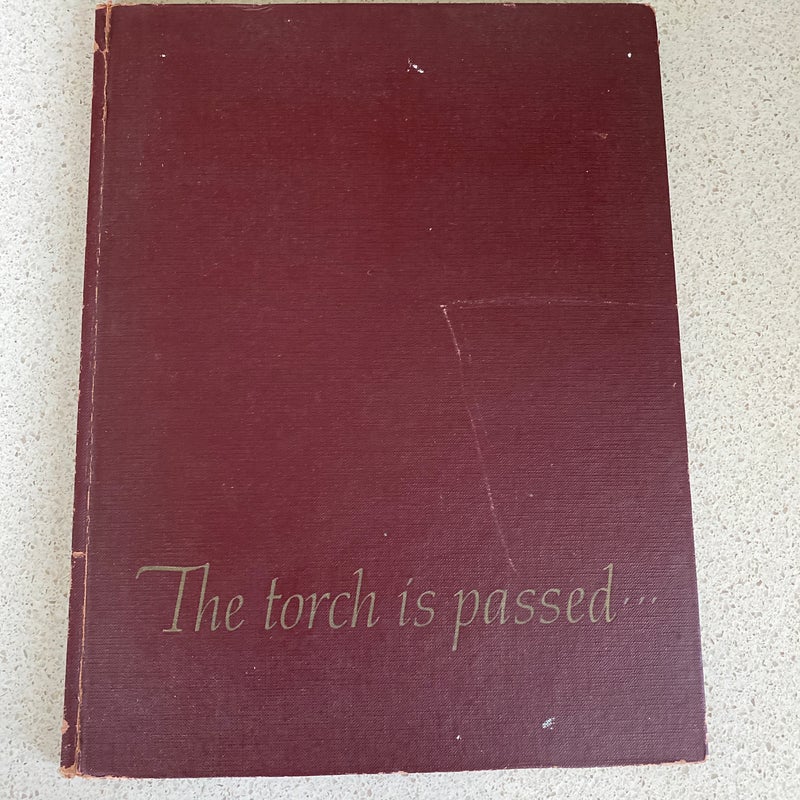 The torch is passed...